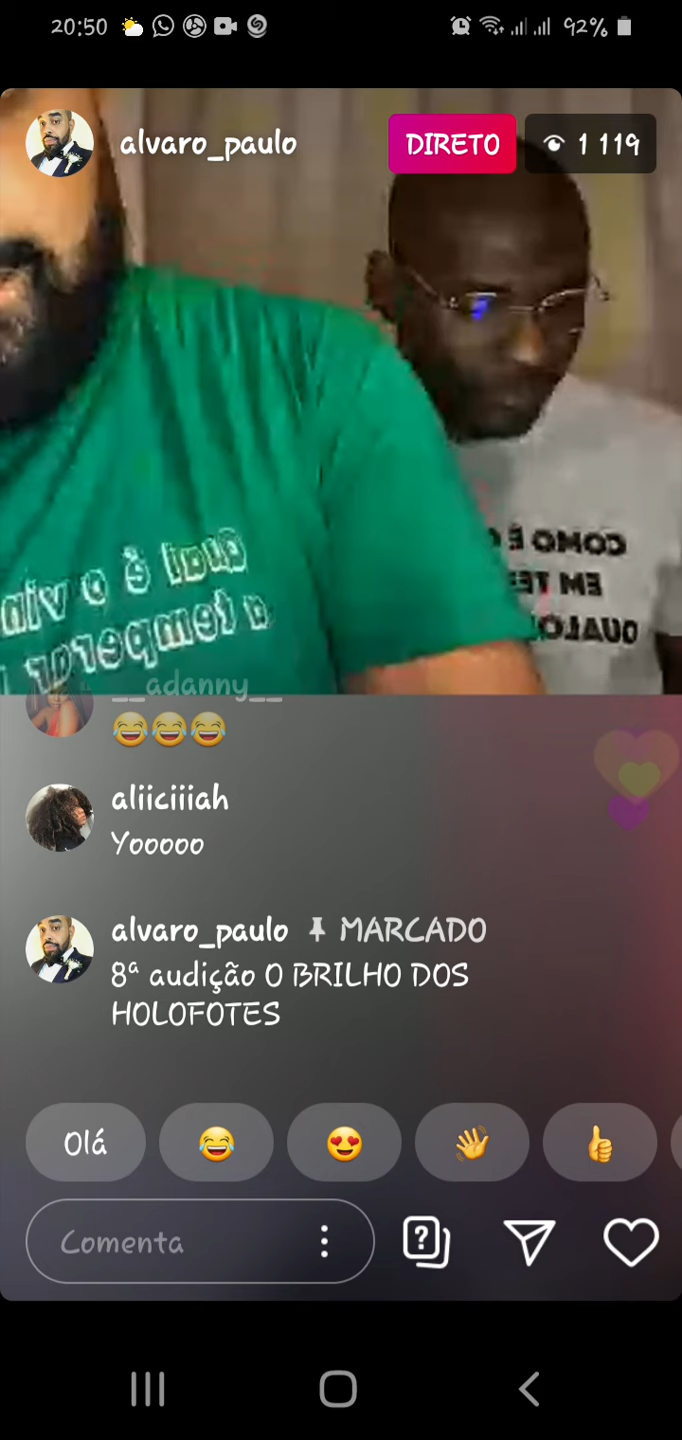 20:50
92%
alvaro_paulo
DIRETO
1 119
COMO É
EM TE
QUALQ
Qual é o vin
a temperar
__adanny__
😂😂😂
aliiciiiah
Yooooo
alvaro_paulo MARCADO
8ª audição O BRILHO DOS
HOLOFOTES
Olá 😂 😍 👋 👍
Comenta